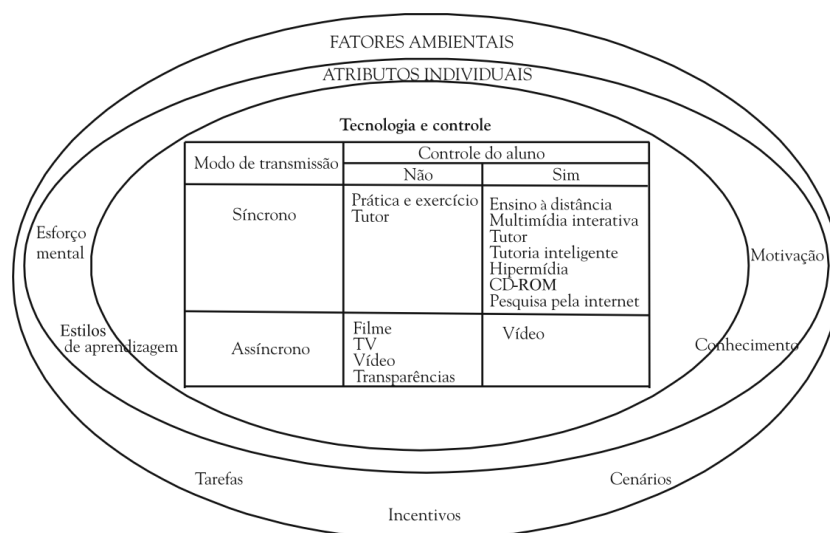 FATORES AMBIENTAIS
ATRIBUTOS INDIVIDUAIS
Tecnologia e controle
Modo de transmissão
Controle do aluno
Não
Sim
Síncrono
Prática e exercício
Tutor
Ensino à distância
Multimídia interativa
Tutor
Tutoria inteligente
Hipermídia
CD-ROM
Pesquisa pela internet
Assíncrono
Filme
TV
Vídeo
Transparências
Vídeo
Esforço
mental
Motivação
Estilos
de aprendizagem
Conhecimento
Tarefas
Cenários
Incentivos